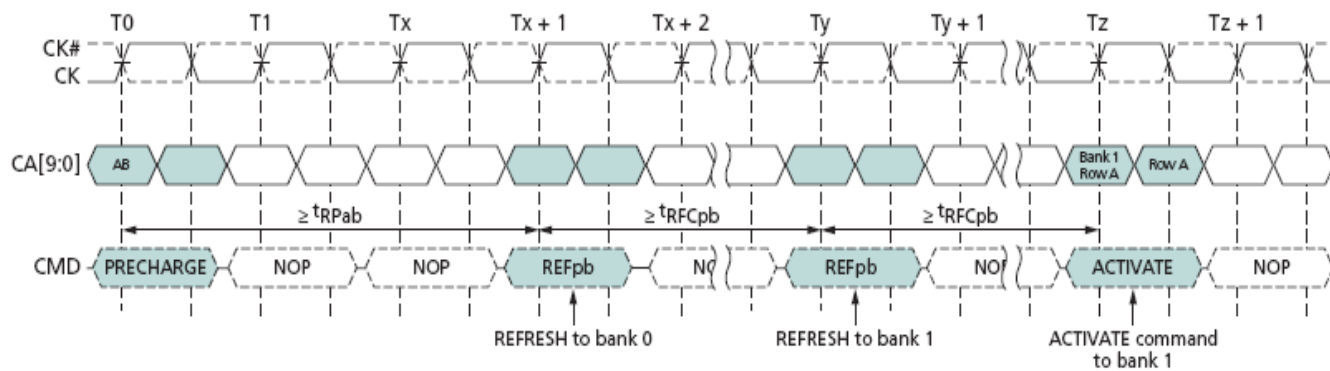 T0 T1 Tx Tx + 1 Tx + 2 Ty Ty + 1 Tz Tz + 1
CK#
CK
CA[9:0] AB Bank 1 Row A Row A
≥ tRPab ≥ tRFCpb ≥ tRFCpb
CMD PRECHARGE NOP NOP REFpb REFpb ACTIVATE NOP
REFRESH to bank 0 REFRESH to bank 1 ACTIVATE command
to bank 1